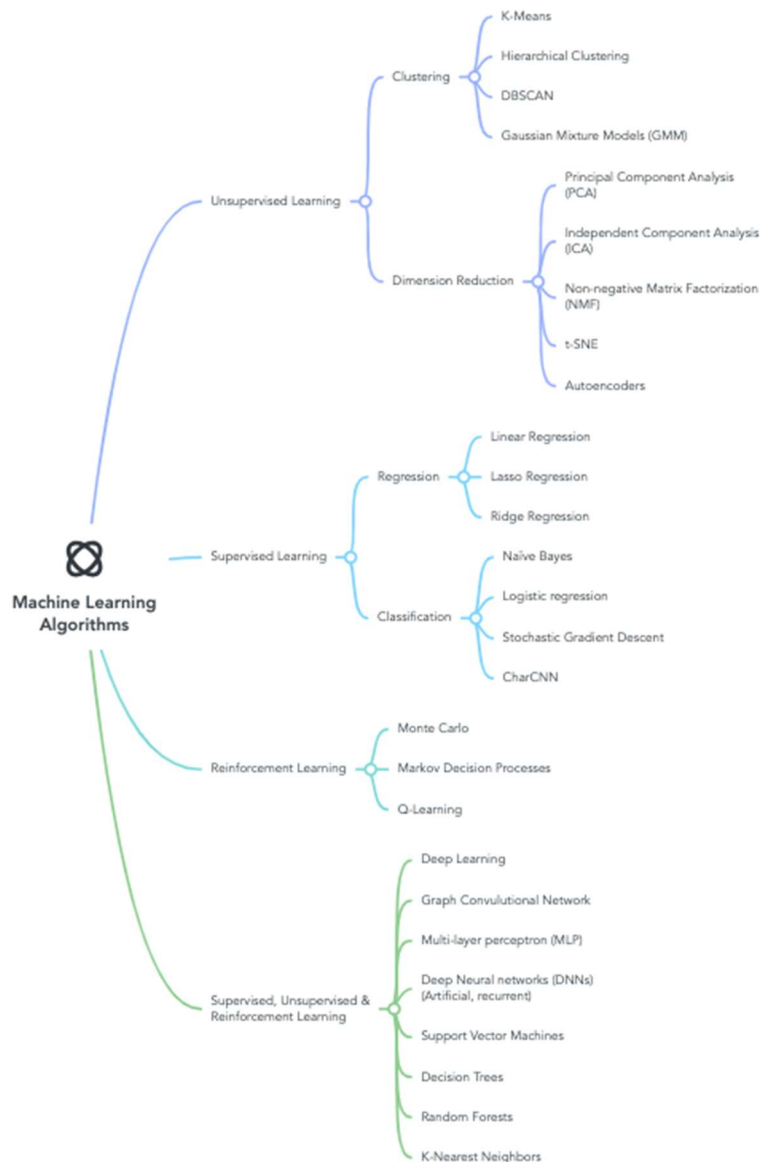 K-Means
Hierarchical Clustering
Clustering
DBSCAN
Gaussian Mixture Models (GMM)
Unsupervised Learning
Principal Component Analysis
(PCA)
Independent Component Analysis
(ICA)
Dimension Reduction
Non-negative Matrix Factorization
(NMF)
t-SNE
Autoencoders
Machine Learning
Algorithms
Supervised Learning
Regression
Linear Regression
Lasso Regression
Ridge Regression
Classification
Naïve Bayes
Logistic regression
Stochastic Gradient Descent
CharCNN
Reinforcement Learning
Monte Carlo
Markov Decision Processes
Q-Learning
Supervised, Unsupervised &
Reinforcement Learning
Deep Learning
Graph Convulutional Network
Multi-layer perceptron (MLP)
Deep Neural networks (DNNs)
(Artificial, recurrent)
Support Vector Machines
Decision Trees
Random Forests
K-Nearest Neighbors